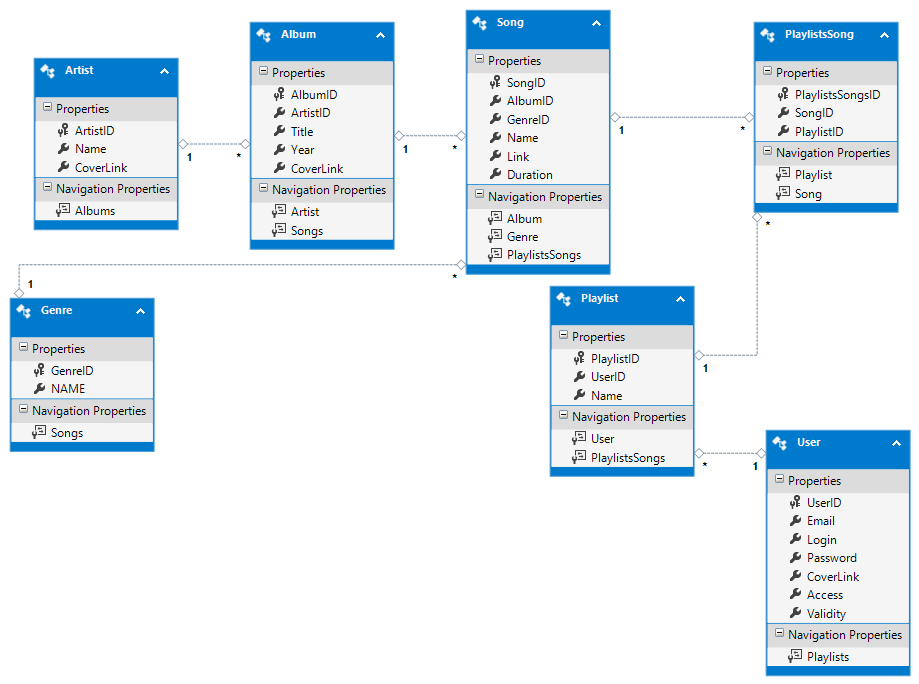 Artist
Properties
ArtistID
Name
CoverLink
Navigation Properties
Albums
1
*
Album
Properties
AlbumID
ArtistID
Title
Year
CoverLink
Navigation Properties
Artist
Songs
1
*
Song
Properties
SongID
AlbumID
GenreID
Name
Link
Duration
Navigation Properties
Album
Genre
PlaylistsSongs
1
*
PlaylistsSong
Properties
PlaylistsSongsID
SongID
PlaylistID
Navigation Properties
Playlist
Song
*
1
*
1
Genre
Properties
GenreID
NAME
Navigation Properties
Songs
Playlist
Properties
PlaylistID
UserID
Name
Navigation Properties
User
PlaylistsSongs
*
1
User
Properties
UserID
Email
Login
Password
CoverLink
Access
Validity
Navigation Properties
Playlists